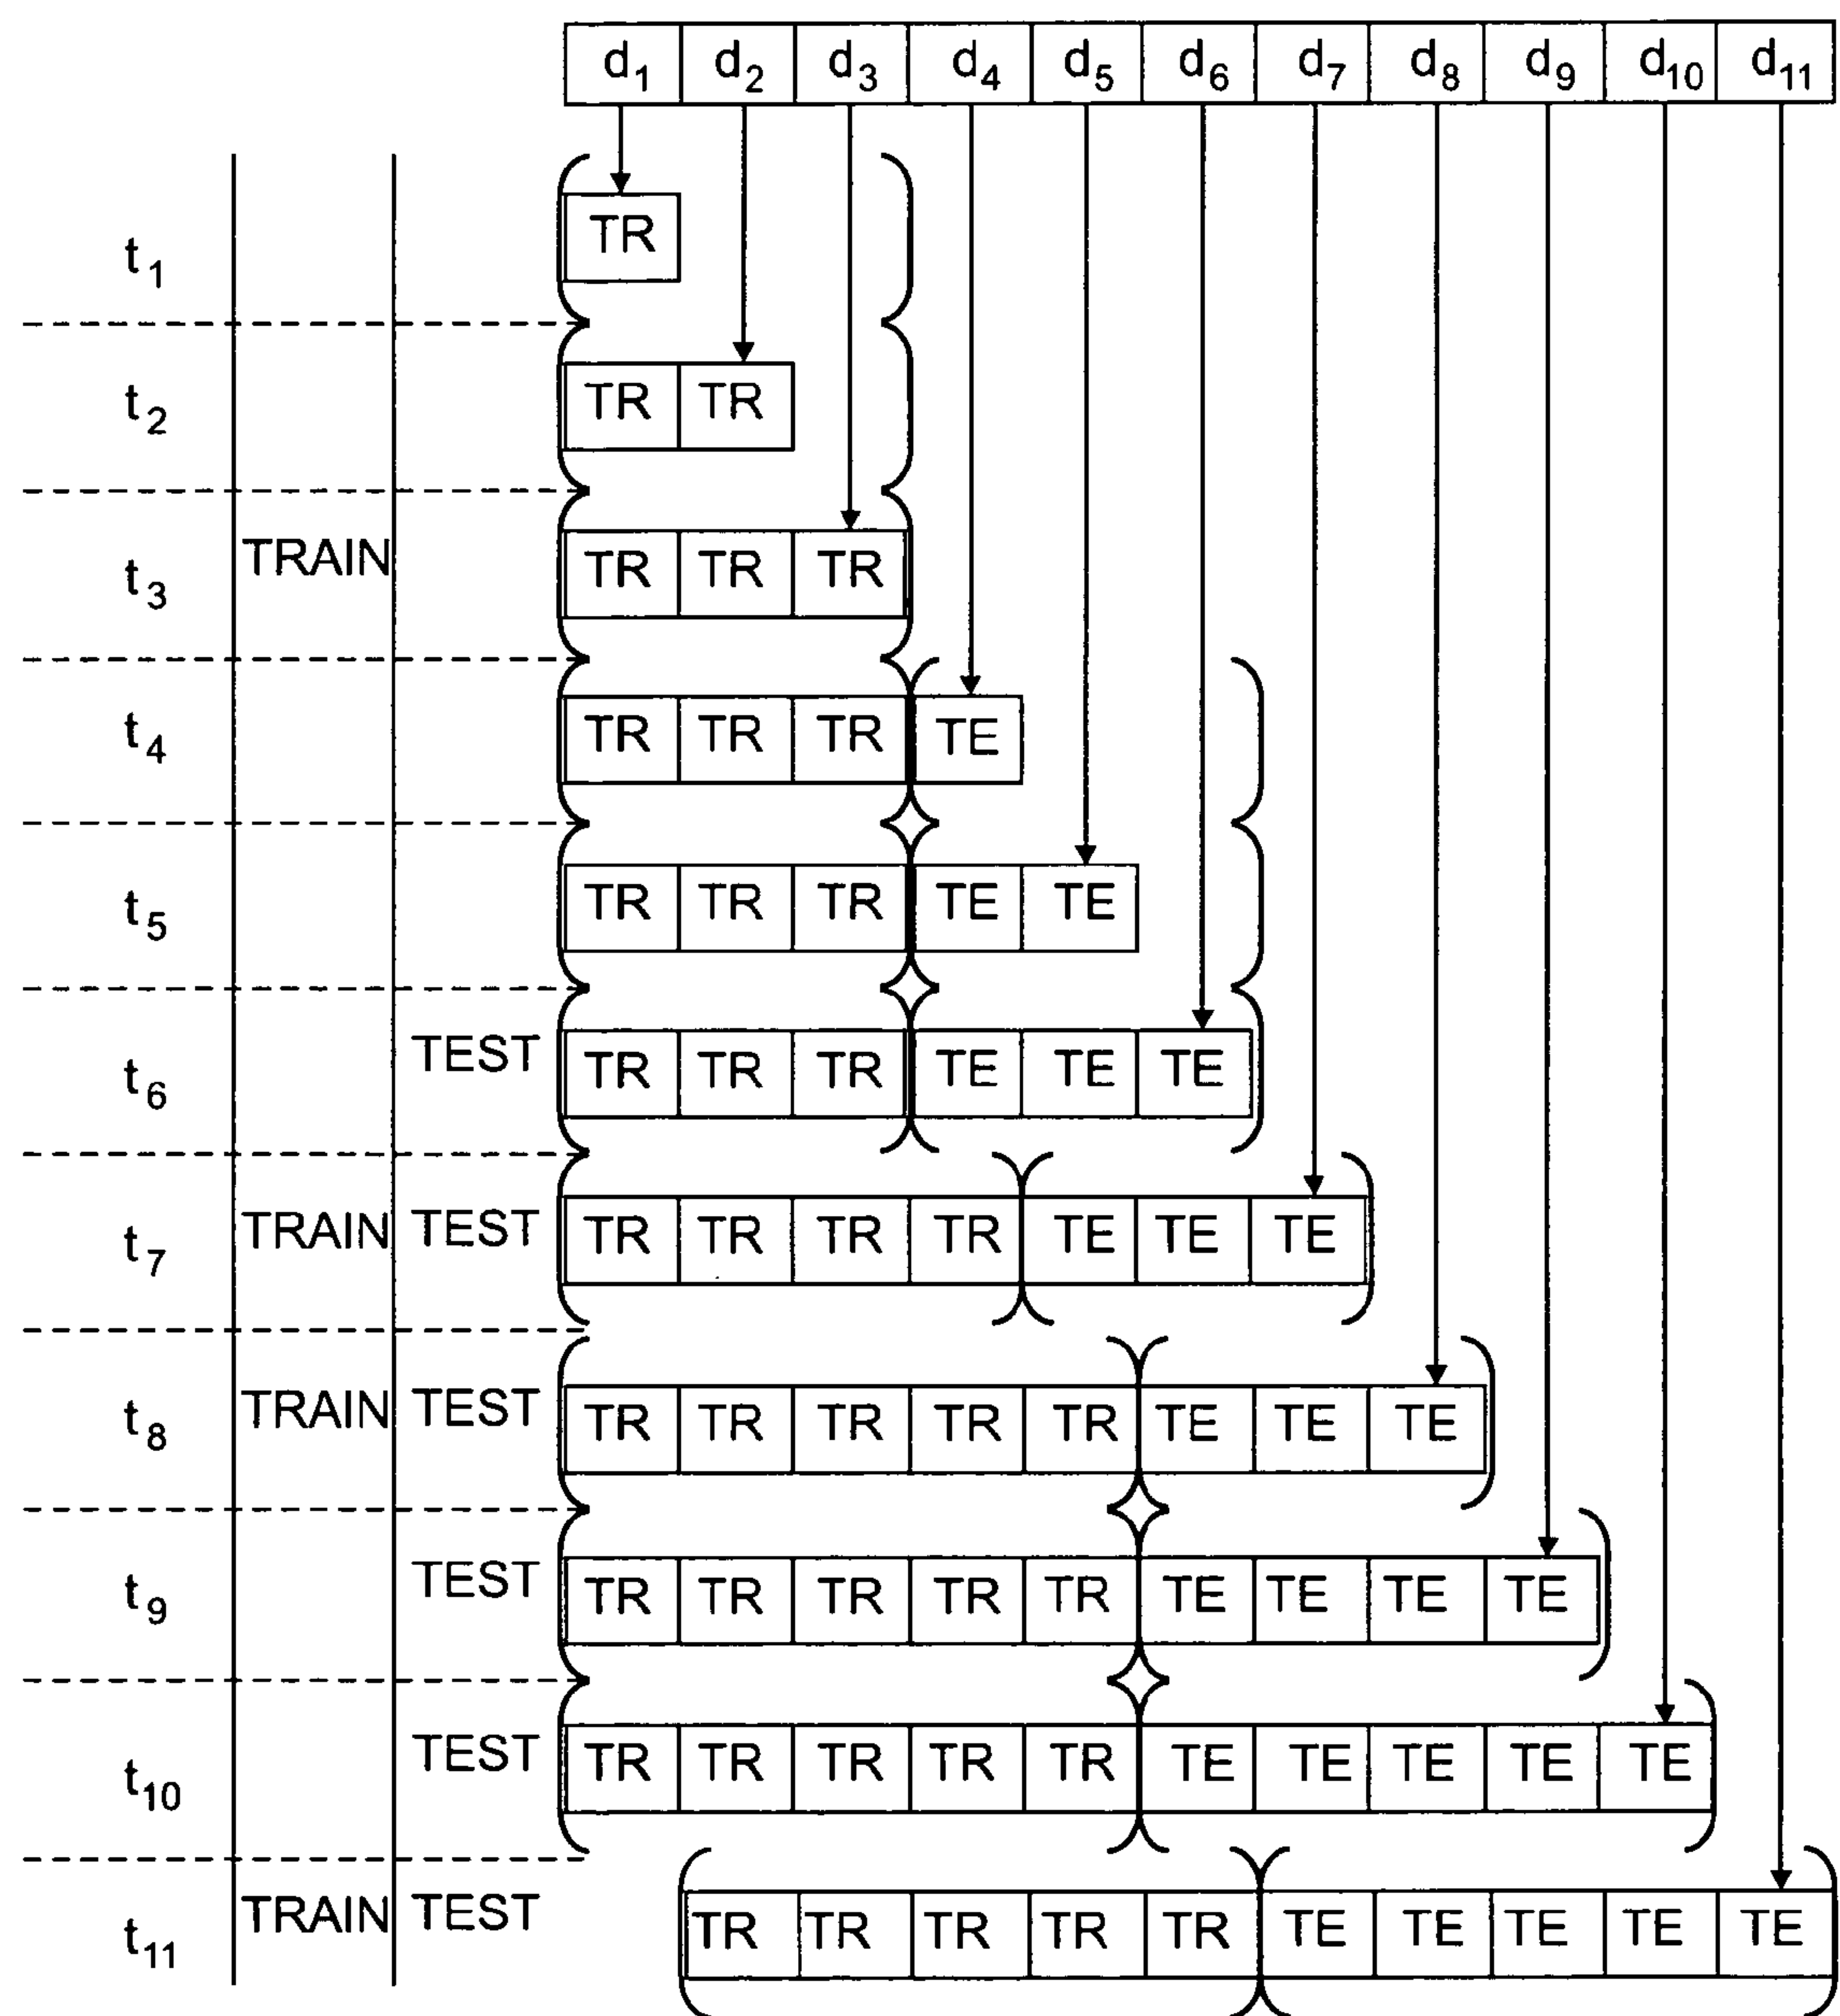 d1 d2 d3 d4 d5 d6 d7 d8 d9 d10 d11
t1 TR
t2 TR TR
t3 TRAIN TR TR TR
t4 TR TR TR TE
t5 TR TR TR TE TE
t6 TEST TR TR TR TE TE TE
t7 TRAIN TEST TR TR TR TR TE TE TE
t8 TRAIN TEST TR TR TR TR TR TE TE TE
t9 TEST TR TR TR TR TR TE TE TE TE
t10 TEST TR TR TR TR TR TE TE TE TE TE
t11 TRAIN TEST TR TR TR TR TR TE TE TE TE TE